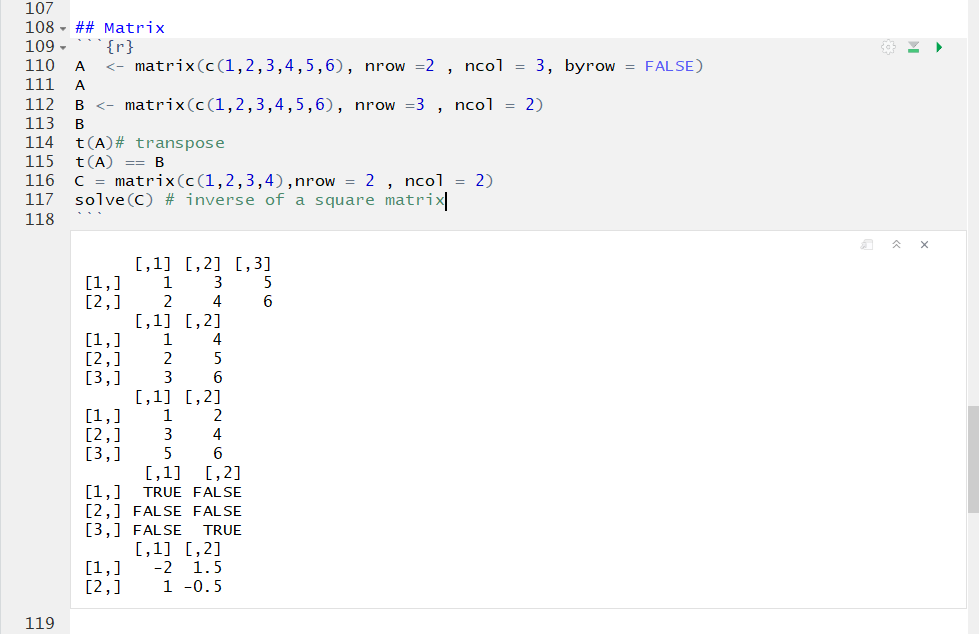 107
108 ## Matrix
109 ```{r}
110 A  <- matrix(c(1,2,3,4,5,6), nrow =2 , ncol = 3, byrow = FALSE)
111 A
112 B <- matrix(c(1,2,3,4,5,6), nrow =3 , ncol = 2)
113 B
114 t(A)# transpose
115 t(A) == B
116 C = matrix(c(1,2,3,4),nrow = 2 , ncol = 2)
117 solve(C) # inverse of a square matrix
118 ```
     [,1] [,2] [,3]
[1,]    1    3    5
[2,]    2    4    6
     [,1] [,2]
[1,]    1    4
[2,]    2    5
[3,]    3    6
     [,1] [,2]
[1,]    1    2
[2,]    3    4
[3,]    5    6
      [,1]  [,2]
[1,]  TRUE FALSE
[2,] FALSE FALSE
[3,] FALSE  TRUE
     [,1] [,2]
[1,]   -2  1.5
[2,]    1 -0.5
119